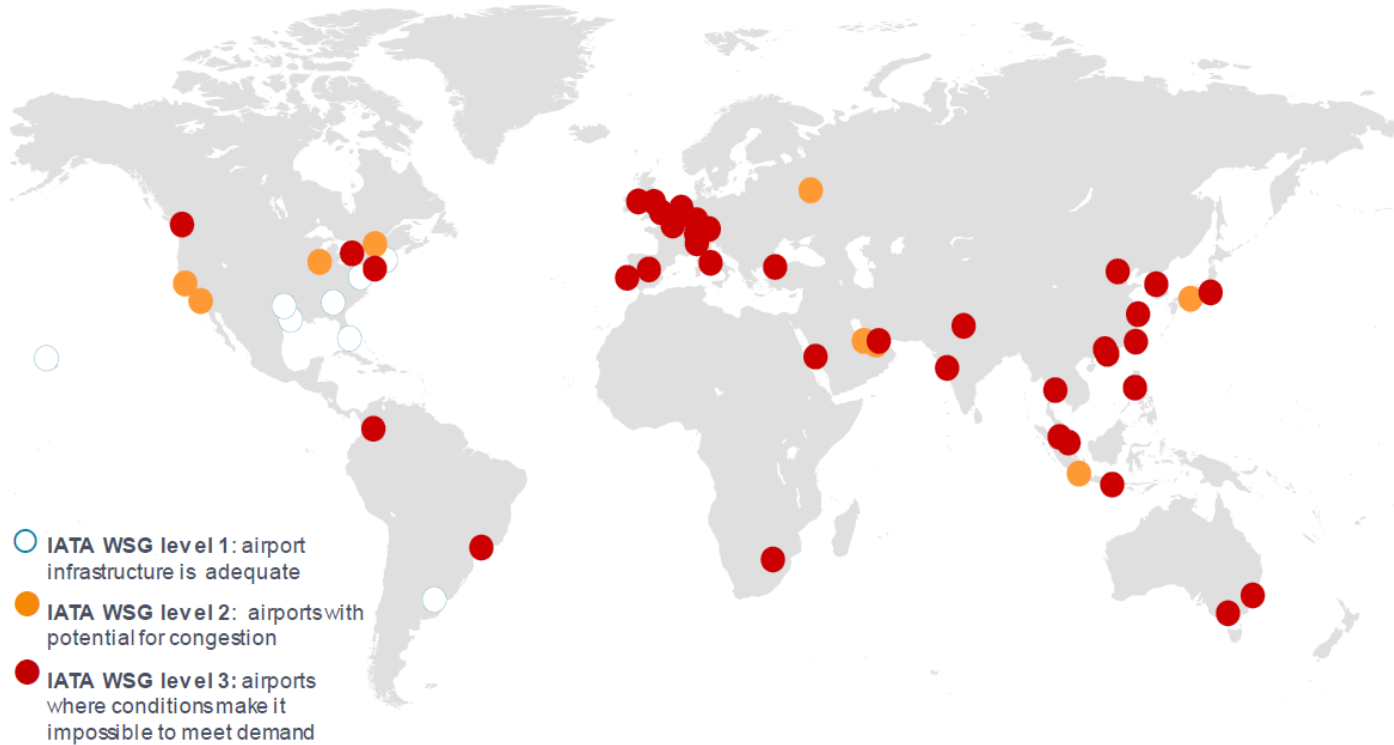 IATA WSG level 1: airport
infrastructure is adequate
IATA WSG level 2: airports with
potential for congestion
IATA WSG level 3: airports
where conditions make it
impossible to meet demand